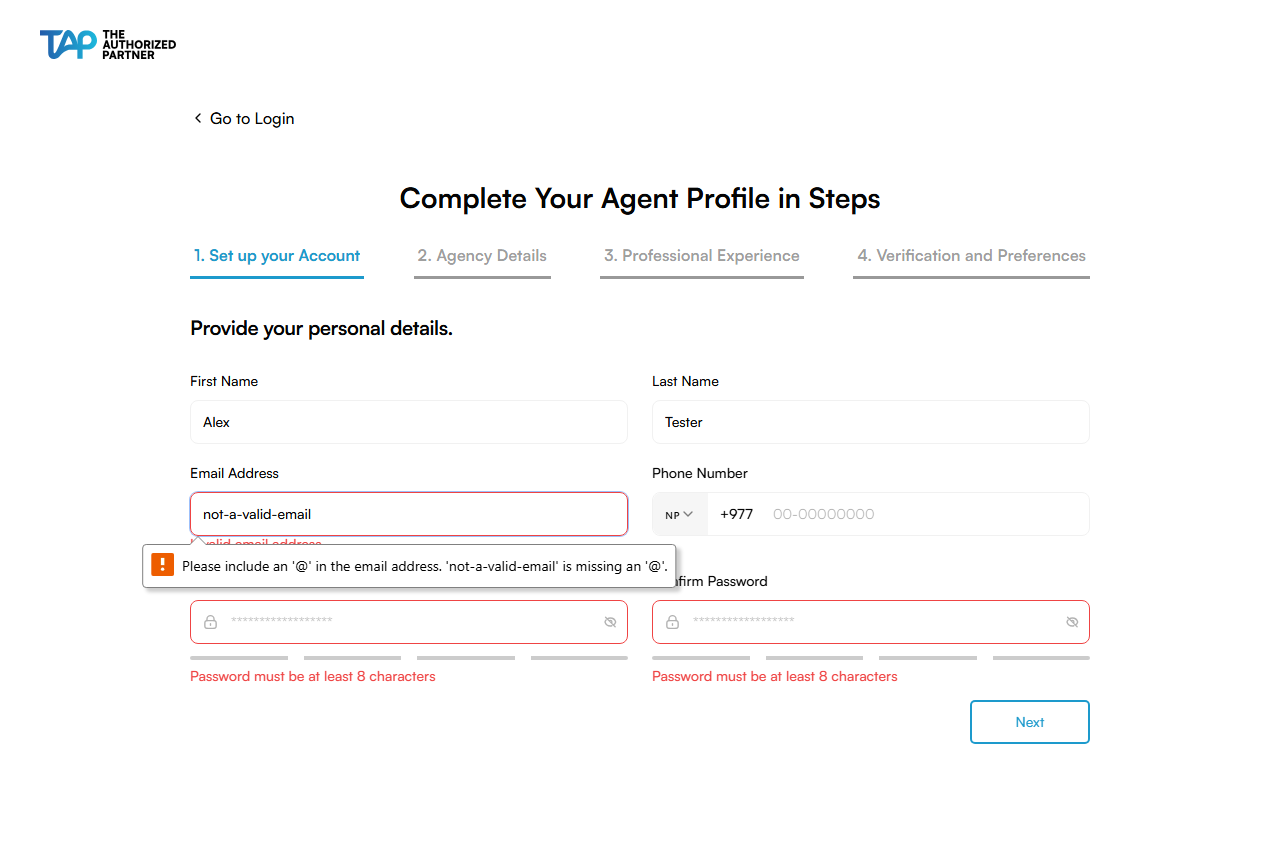 TAP THE AUTHORIZED PARTNER
Go to Login
Complete Your Agent Profile in Steps
1. Set up your Account 2. Agency Details 3. Professional Experience 4. Verification and Preferences
Provide your personal details.
First Name Last Name
Alex Tester
Email Address Phone Number
not-a-valid-email NP +977 00-00000000
email address
Please include an '@' in the email address. 'not-a-valid-email' is missing an '@'.
Password
****************** ******************
Password must be at least 8 characters Password must be at least 8 characters
Next